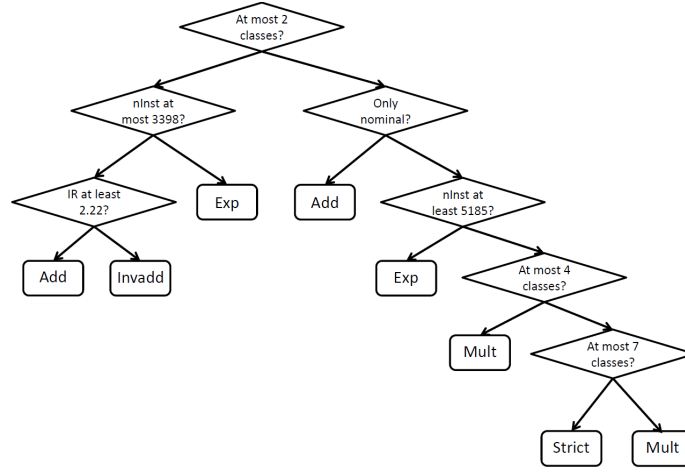 At most 2
classes?
nInst at
most 3398?
Only
nominal?
IR at least
2.22?
Exp
Add
nInst at
least 5185?
Add
Invadd
Exp
At most 4
classes?
Mult
At most 7
classes?
Strict
Mult